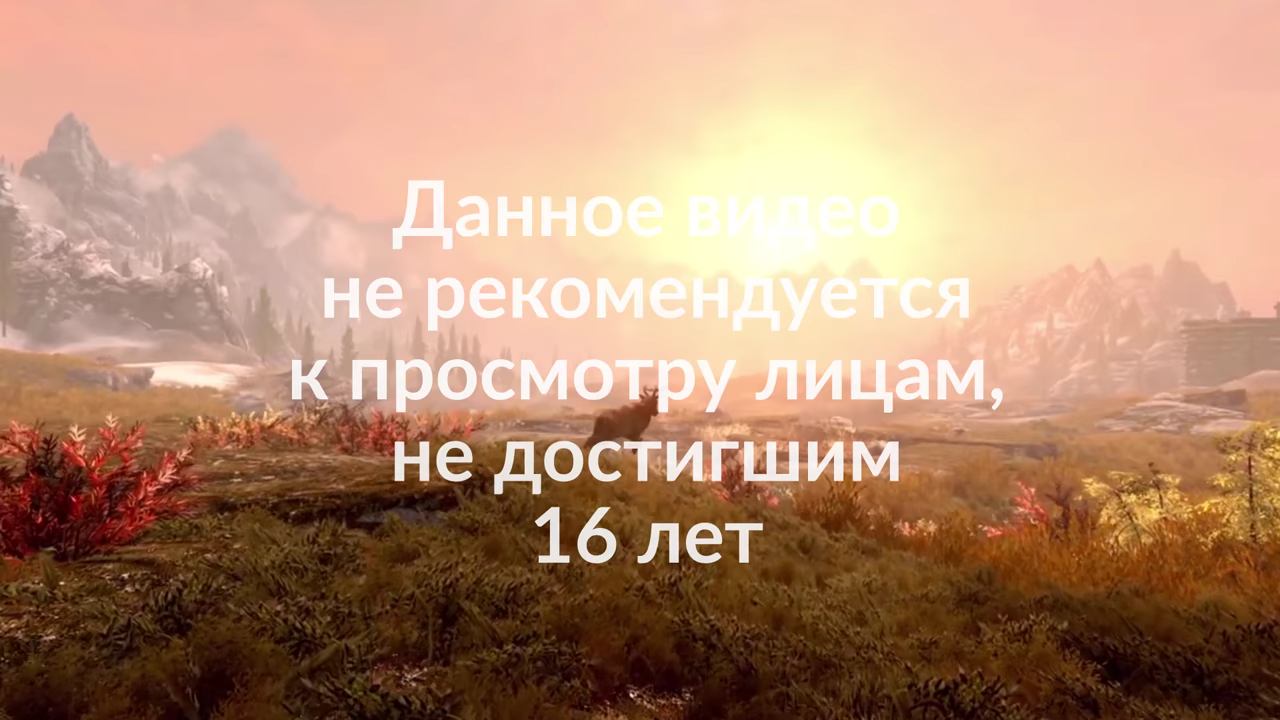 Данное видео
не рекомендуется
к просмотру лицам,
не достигшим
16 лет